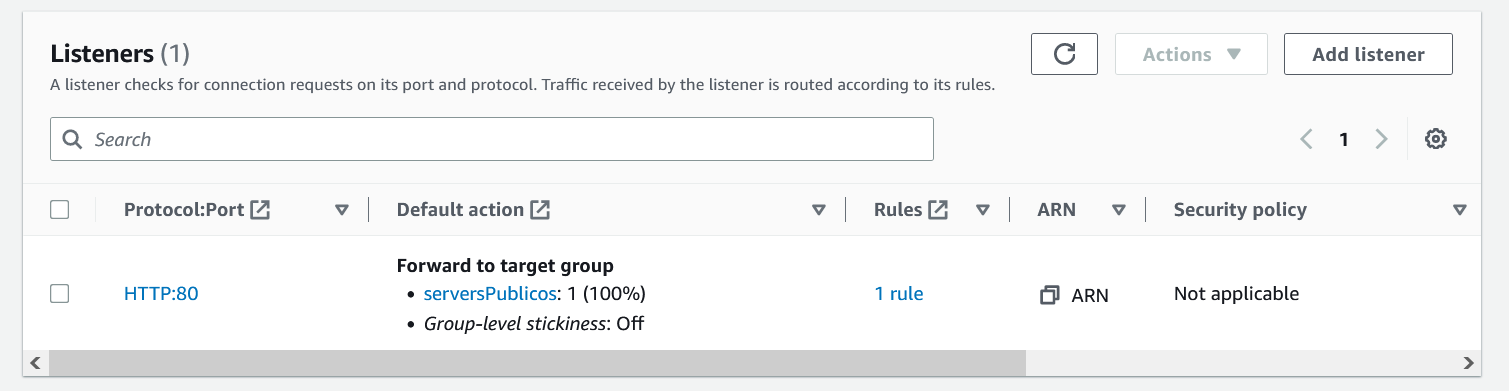 Listeners (1)
A listener checks for connection requests on its port and protocol. Traffic received by the listener is routed according to its rules.
Actions
Add listener
Search
1
Protocol:Port
Default action
Rules
ARN
Security policy
HTTP:80
Forward to target group
• serversPublicos: 1 (100%)
• Group-level stickiness: Off
1 rule
ARN
Not applicable